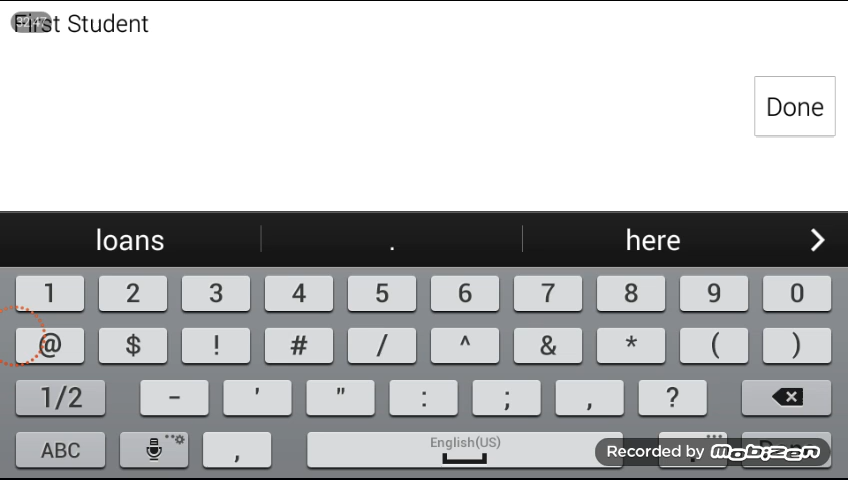 First Student
Done
loans . here >
1 2 3 4 5 6 7 8 9 0
@ $ ! # / ^ & * ( )
1/2 - ' " : ; , ?
ABC , English(US)
Recorded by mobizen